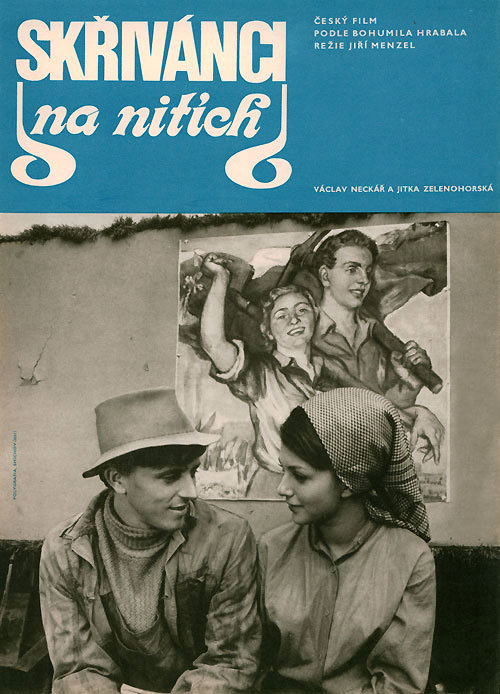 SKŘIVÁNCI
na nitích
ČESKÝ FILM
PODLE BOHUMILA HRABALA
REŽIE JIŘÍ MENZEL
VÁCLAV NECKÁŘ A JITKA ZELENOHORSKÁ